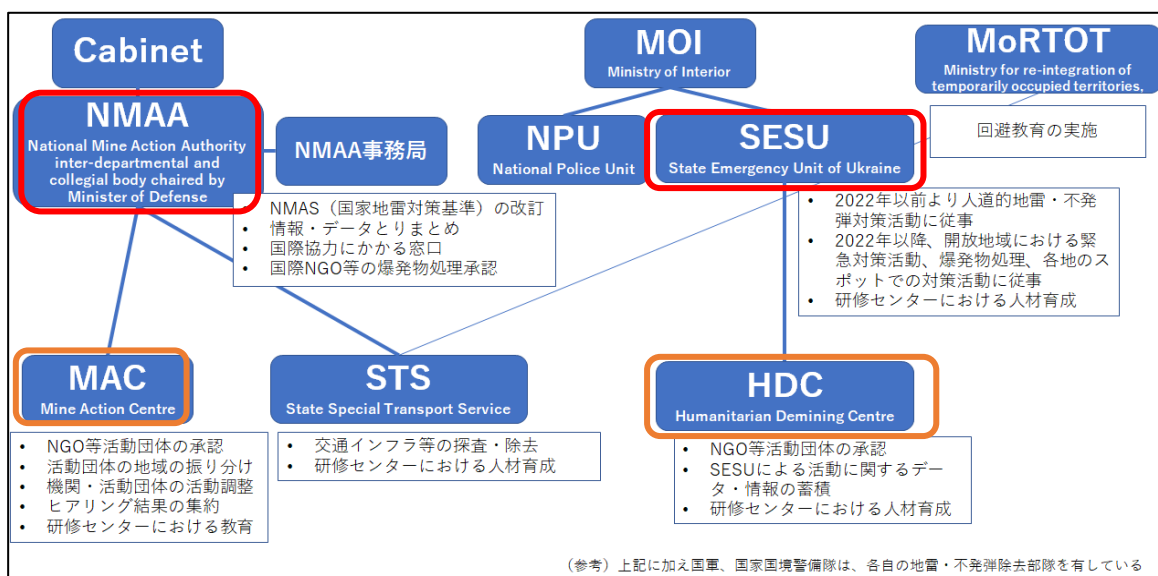 Cabinet
MOI
Ministry of Interior
MoRTOT
Ministry for re-integration of
temporarily occupied territories,
NMAA
National Mine Action Authority
inter-departmental and
collegial body chaired by
Minister of Defense
NMAA事務局
NPU
National Police Unit
SESU
State Emergency Unit of Ukraine
回避教育の実施
• NMAS（国家地雷対策基準）の改訂
• 情報・データとりまとめ
• 国際協力にかかる窓口
• 国際NGO等の爆発物処理承認
• 2022年以前より人道的地雷・不発
弾対策活動に従事
• 2022年以降、開放地域における緊
急対策活動、爆発物処理、各地のス
ポットでの対策活動に従事
• 研修センターにおける人材育成
MAC
Mine Action Centre
STS
State Special Transport Service
HDC
Humanitarian Demining Centre
• NGO等活動団体の承認
• 活動団体の地域の振り分け
• 機関・活動団体の活動調整
• ヒアリング結果の集約
• 研修センターにおける教育
• 交通インフラ等の探査・除去
• 研修センターにおける人材育成
• NGO等活動団体の承認
• SESUによる活動に関するデー
タ・情報の蓄積
• 研修センターにおける人材育成
（参考）上記に加え国軍、国家国境警備隊は、各自の地雷・不発弾除去部隊を有している